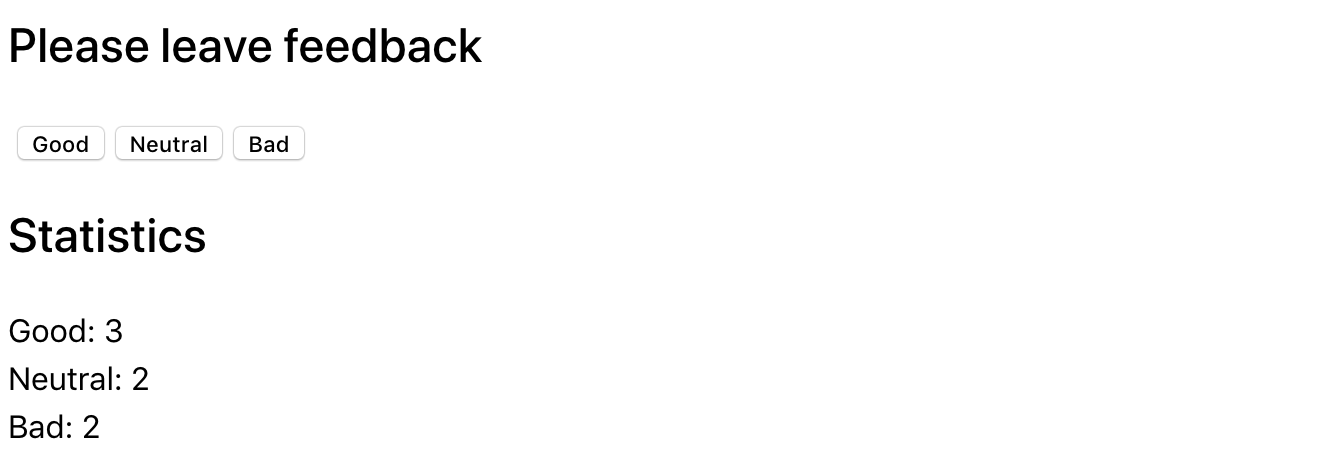 Please leave feedback
Good Neutral Bad
Statistics
Good: 3
Neutral: 2
Bad: 2